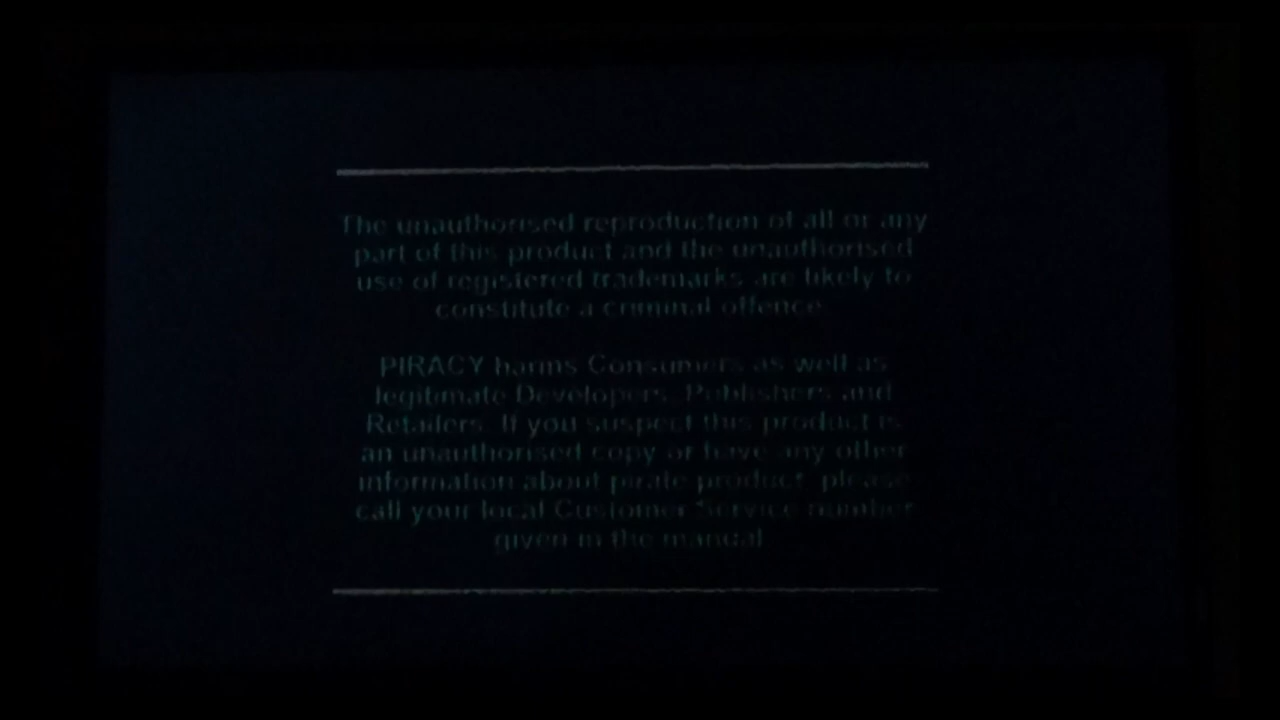 The unauthorised reproduction of all or any
part of this product and the unauthorised
use of registered trademarks are likely to
constitute a criminal offence.
PIRACY harms Consumers as well as
legitimate Developers, Publishers and
Retailers. If you suspect this product is
an unauthorised copy or have any other
information about pirate product, please
call your local Customer Service number
given in the manual.